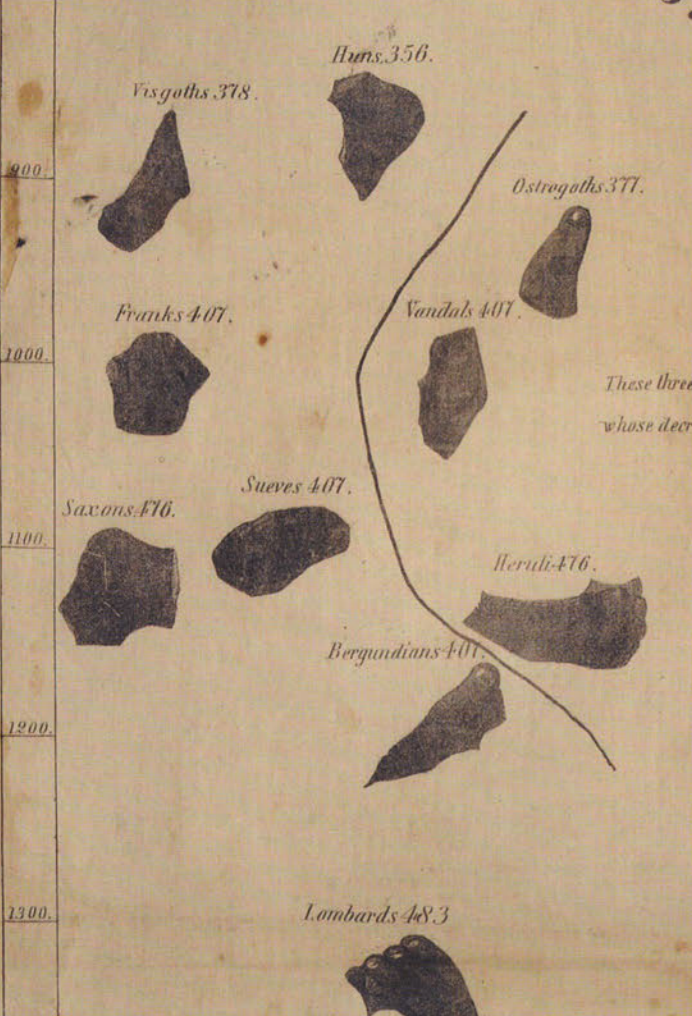 Huns.356.
Visgoths.378.
900.
Ostrogoths.377.
Franks 407.
Vandals 407.
1000.
These three
whose decr
Sueves 407.
Saxons.476.
1100.
Heruli 476.
Bergundians 407.
1200.
1300.
Lombards 483